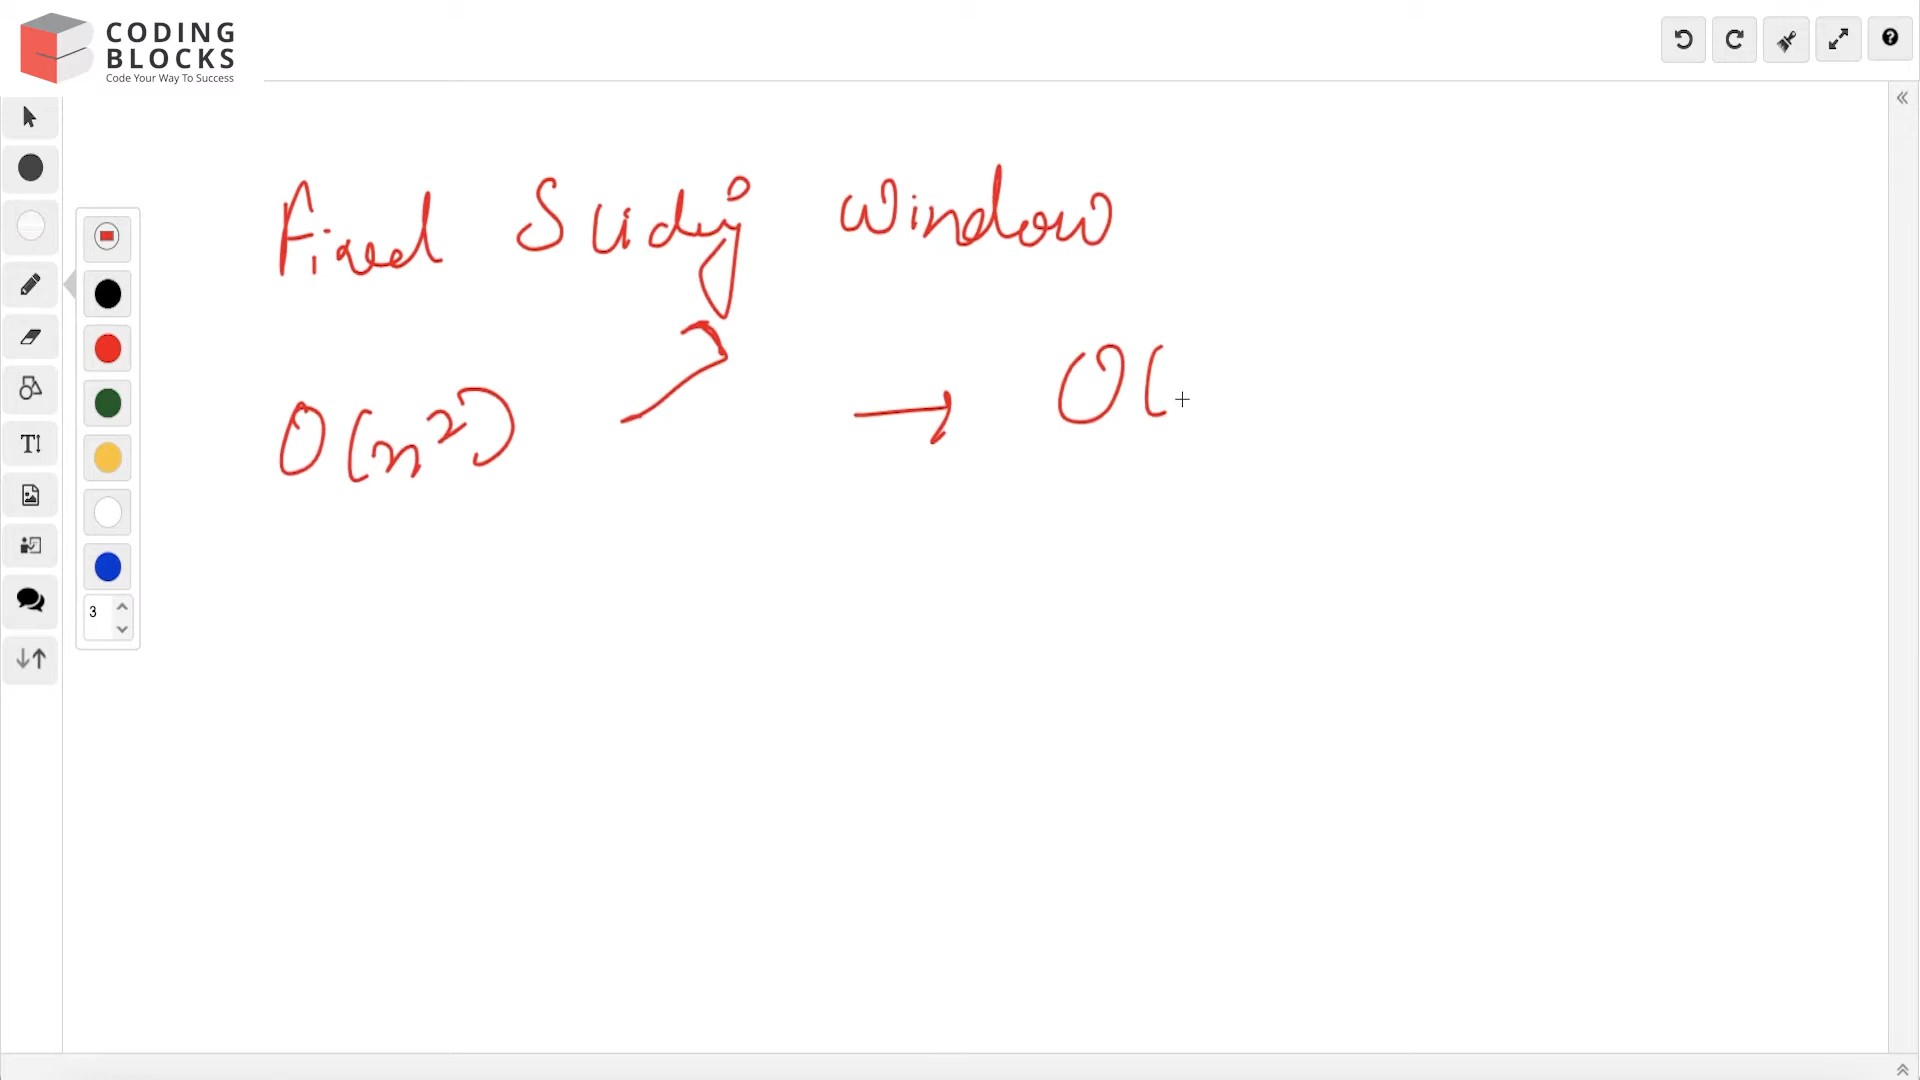 CODING
BLOCKS
Code Your Way To Success
Fixed Sliding Window
O(n²) → → O(
T
3
?